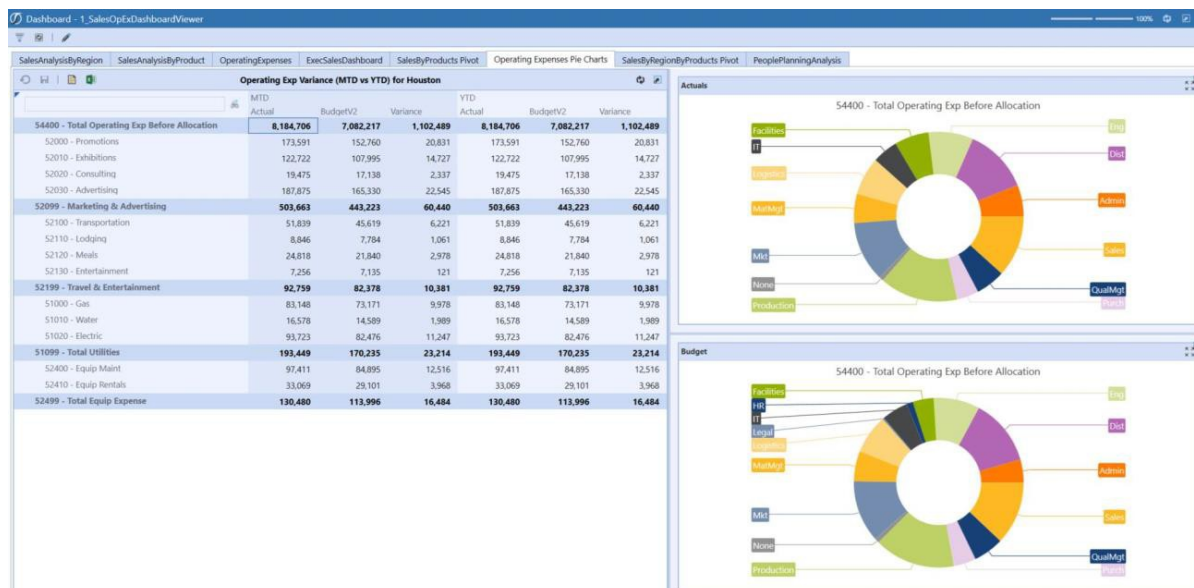 Dashboard - 1_SalesOpExDashboardViewer
100%
SalesAnalysisByRegion SalesAnalysisByProduct OperatingExpenses ExecSalesDashboard SalesByProducts Pivot Operating Expenses Pie Charts SalesByRegionByProducts Pivot PeoplePlanningAnalysis
Operating Exp Variance (MTD vs YTD) for Houston
MTD YTD
Actual BudgetV2 Variance Actual BudgetV2 Variance
54400 - Total Operating Exp Before Allocation 8,184,706 7,082,217 1,102,489 8,184,706 7,082,217 1,102,489
52000 - Promotions 173,591 152,760 20,831 173,591 152,760 20,831
52010 - Exhibitions 122,722 107,995 14,727 122,722 107,995 14,727
52020 - Consulting 19,475 17,138 2,337 19,475 17,138 2,337
52030 - Advertising 187,875 165,330 22,545 187,875 165,330 22,545
52099 - Marketing & Advertising 503,663 443,223 60,440 503,663 443,223 60,440
52100 - Transportation 51,839 45,619 6,221 51,839 45,619 6,221
52110 - Lodging 8,846 7,784 1,061 8,846 7,784 1,061
52120 - Meals 24,818 21,840 2,978 24,818 21,840 2,978
52130 - Entertainment 7,256 7,135 121 7,256 7,135 121
52199 - Travel & Entertainment 92,759 82,378 10,381 92,759 82,378 10,381
51000 - Gas 83,148 73,171 9,978 83,148 73,171 9,978
51010 - Water 16,578 14,589 1,989 16,578 14,589 1,989
51020 - Electric 93,723 82,476 11,247 93,723 82,476 11,247
51099 - Total Utilities 193,449 170,235 23,214 193,449 170,235 23,214
52400 - Equip Maint 97,411 84,895 12,516 97,411 84,895 12,516
52410 - Equip Rentals 33,069 29,101 3,968 33,069 29,101 3,968
52499 - Total Equip Expense 130,480 113,996 16,484 130,480 113,996 16,484
Actuals
54400 - Total Operating Exp Before Allocation
Facilities
IT
Logistics
MatMgt
Mkt
None
Production
Eng
Dist
Admin
Sales
QualMgt
Purch
Budget
54400 - Total Operating Exp Before Allocation
Facilities
HR
IT
Legal
Logistics
MatMgt
Mkt
None
Production
Eng
Dist
Admin
Sales
QualMgt
Purch